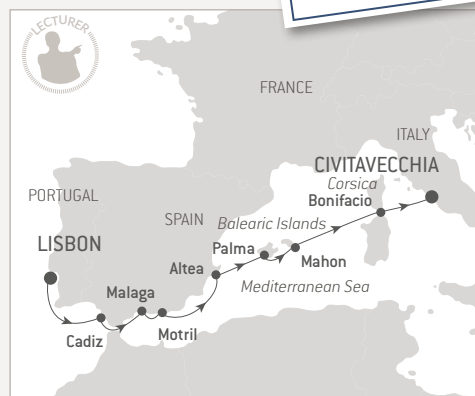 LECTURER
FRANCE
ITALY
CIVITAVECCHIA
Corsica
Bonifacio
PORTUGAL
SPAIN
Balearic Islands
LISBON
Palma
Mahon
Altea
Mediterranean Sea
Malaga
Motril
Cadiz